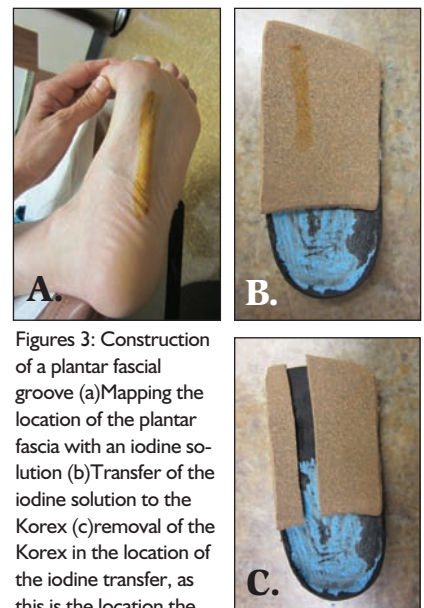 A.
B.
Figures 3: Construction
of a plantar fascial
groove (a)Mapping the
location of the plantar
fascia with an iodine so-
lution (b)Transfer of the
iodine solution to the
Korex (c)removal of the
Korex in the location of
the iodine transfer, as
this is the location the
C.